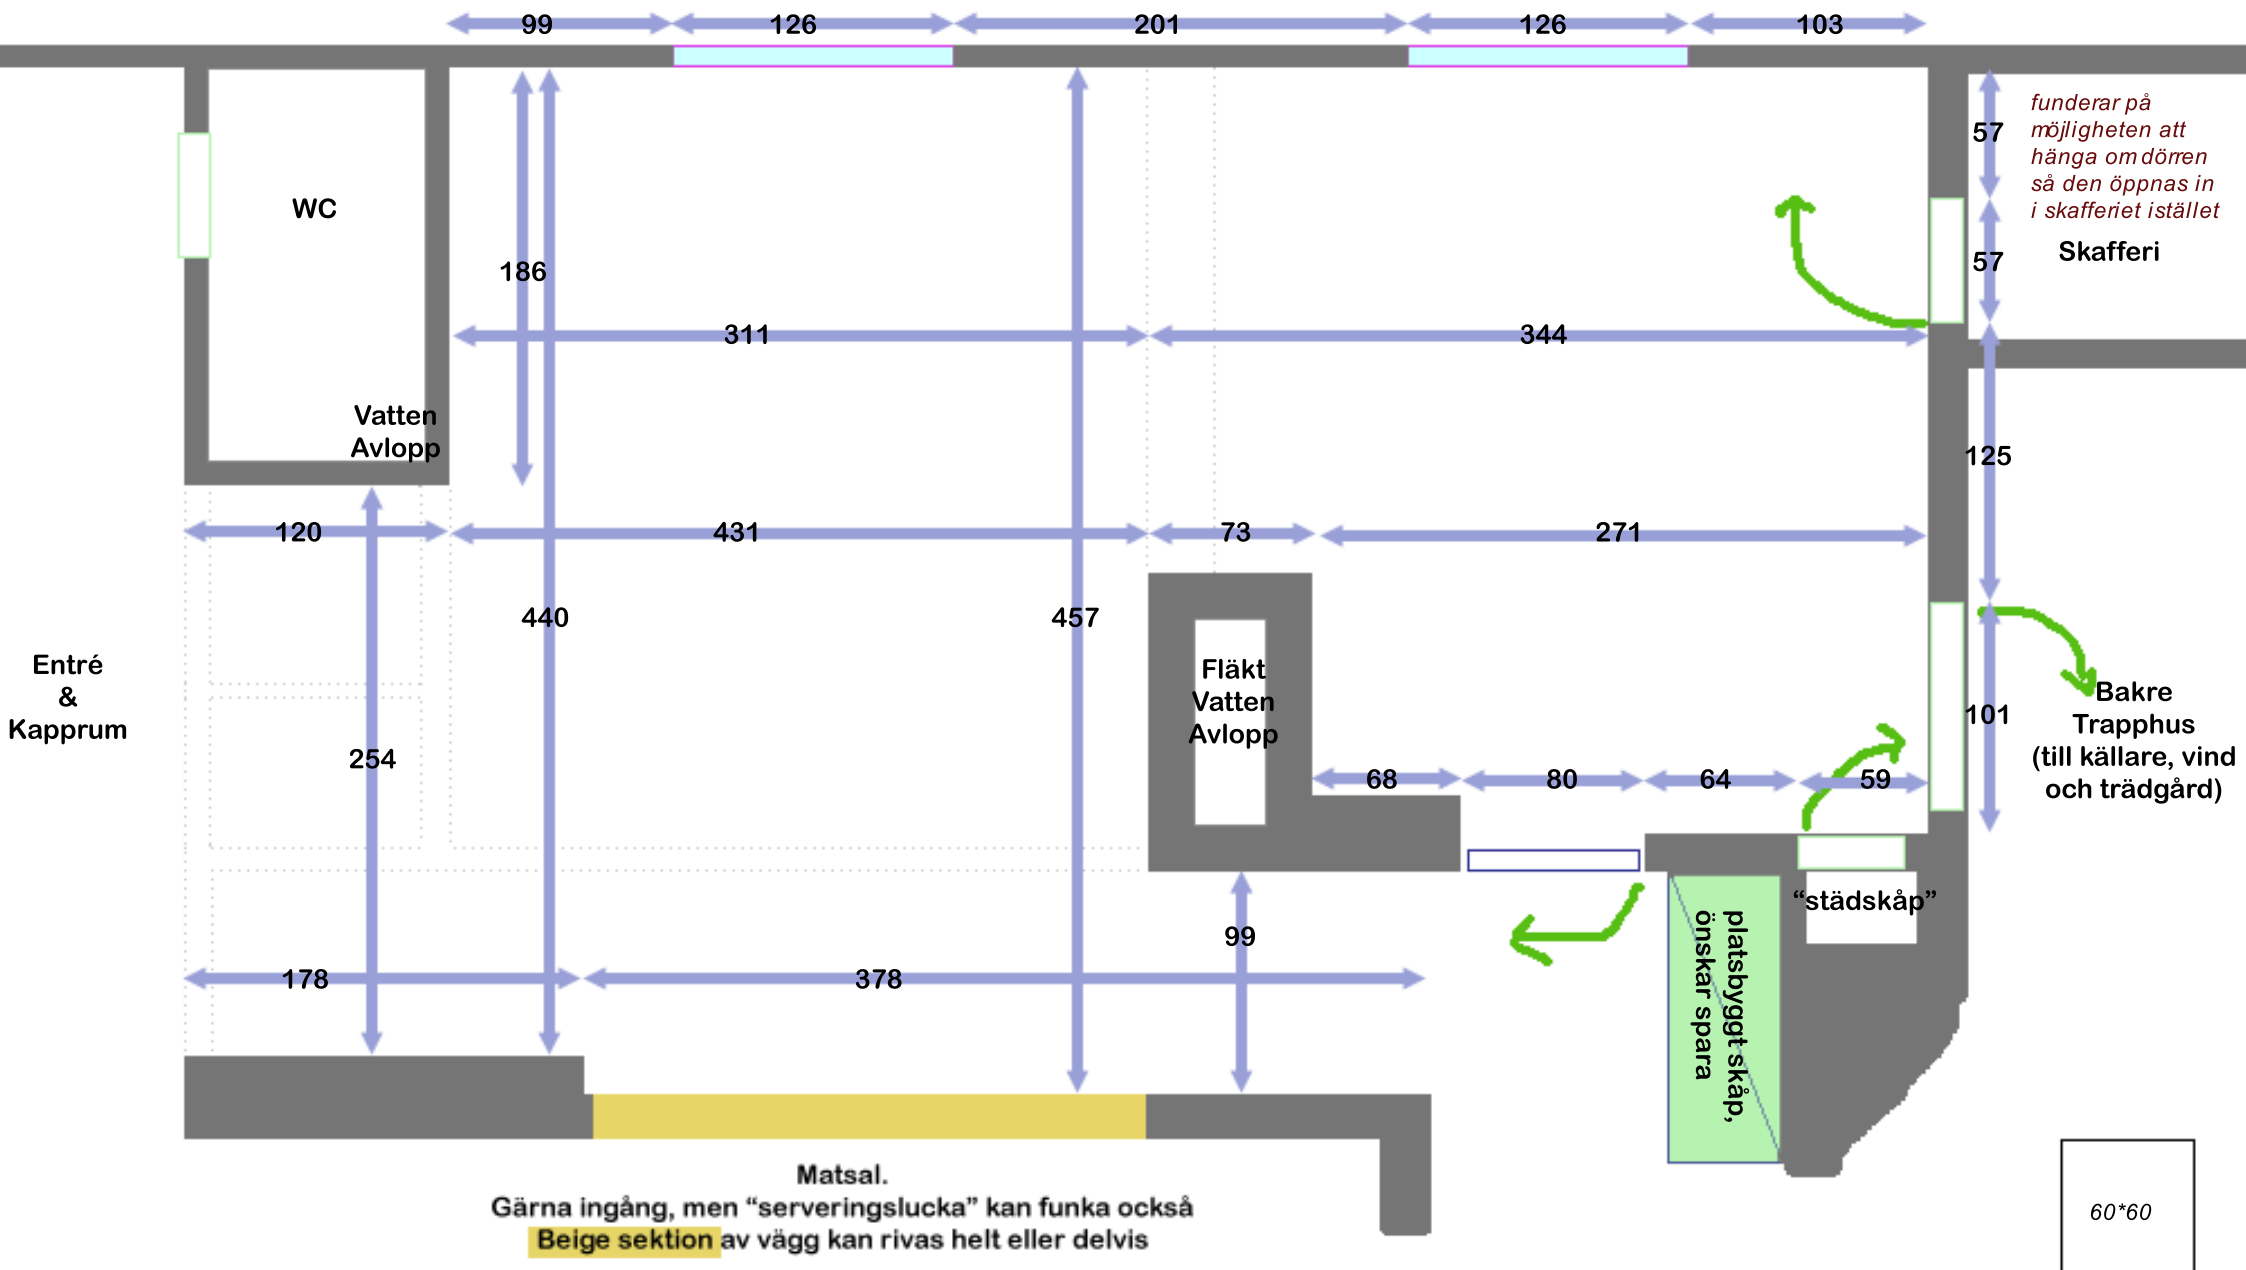 99 126 201 126 103
funderar på
möjligheten att
hänga om dörren
så den öppnas in
i skafferiet istället
57
WC
Skafferi
57
186
311 344
Vatten
Avlopp
125
120 431 73 271
440 457
Entré
&
Kapprum
Fläkt
Vatten
Avlopp
254
Bakre
Trapphus
(till källare, vind
och trädgård)
101
68 80 64 59
“städskåp”
platsbyggt skåp,
önskar spara
99
178 378
Matsal.
Gärna ingång, men “serveringslucka” kan funka också
Beige sektion av vägg kan rivas helt eller delvis
60*60